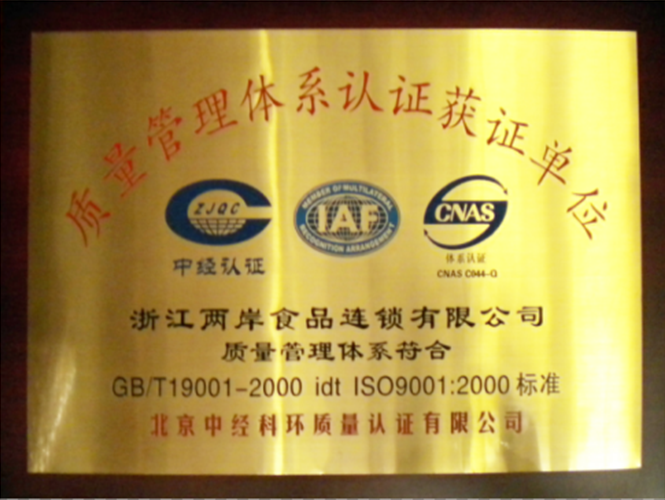 质量管理体系认证获证单位
ZJQC
中经认证
MEMBER OF MULTILATERAL
IAF
RECOGNITION ARRANGEMENT
CNAS
体系认证
CNAS C044-Q
浙江两岸食品连锁有限公司
质量管理体系符合
GB/T19001-2000 idt ISO9001:2000 标准
北京中经科环质量认证有限公司